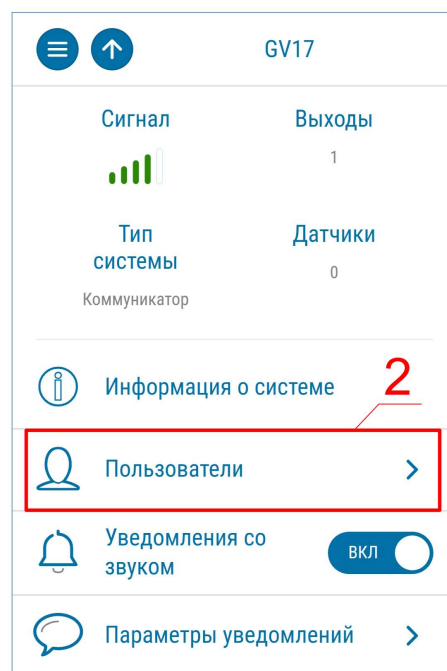 GV17
Сигнал
Выходы
1
Тип
системы
Датчики
0
Коммуникатор
Информация о системе
2
Пользователи
Уведомления со
звуком
ВКЛ
Параметры уведомлений